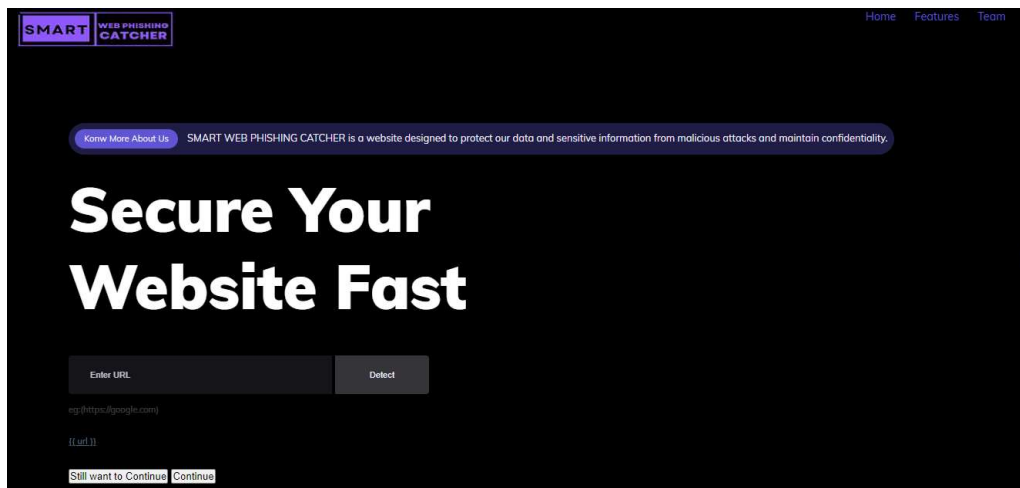 SMART WEB PHISHING CATCHER
Home Features Team
Konw More About Us SMART WEB PHISHING CATCHER is a website designed to protect our data and sensitive information from malicious attacks and maintain confidentiality.
Secure Your
Website Fast
Enter URL Detect
eg:(https://google.com)
{{ url }}
Still want to Continue Continue